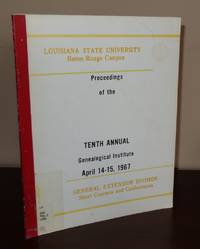 LOUISIANA STATE UNIVERSITY
Baton Rouge Campus
Proceedings
of the
TENTH ANNUAL
Genealogical Institute
April 14-15, 1967
GENERAL EXTENSION DIVISION
Short Courses and Conferences